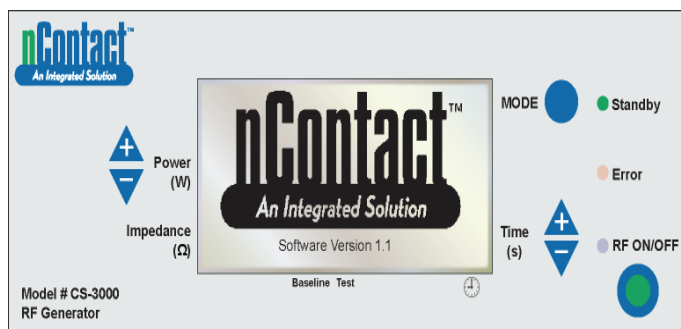 nContact™
An Integrated Solution
Power
(W)
Impedance
(Ω)
Model # CS-3000
RF Generator
nContact™
An Integrated Solution
Software Version 1.1
Baseline Test
MODE
Time
(s)
Standby
Error
RF ON/OFF